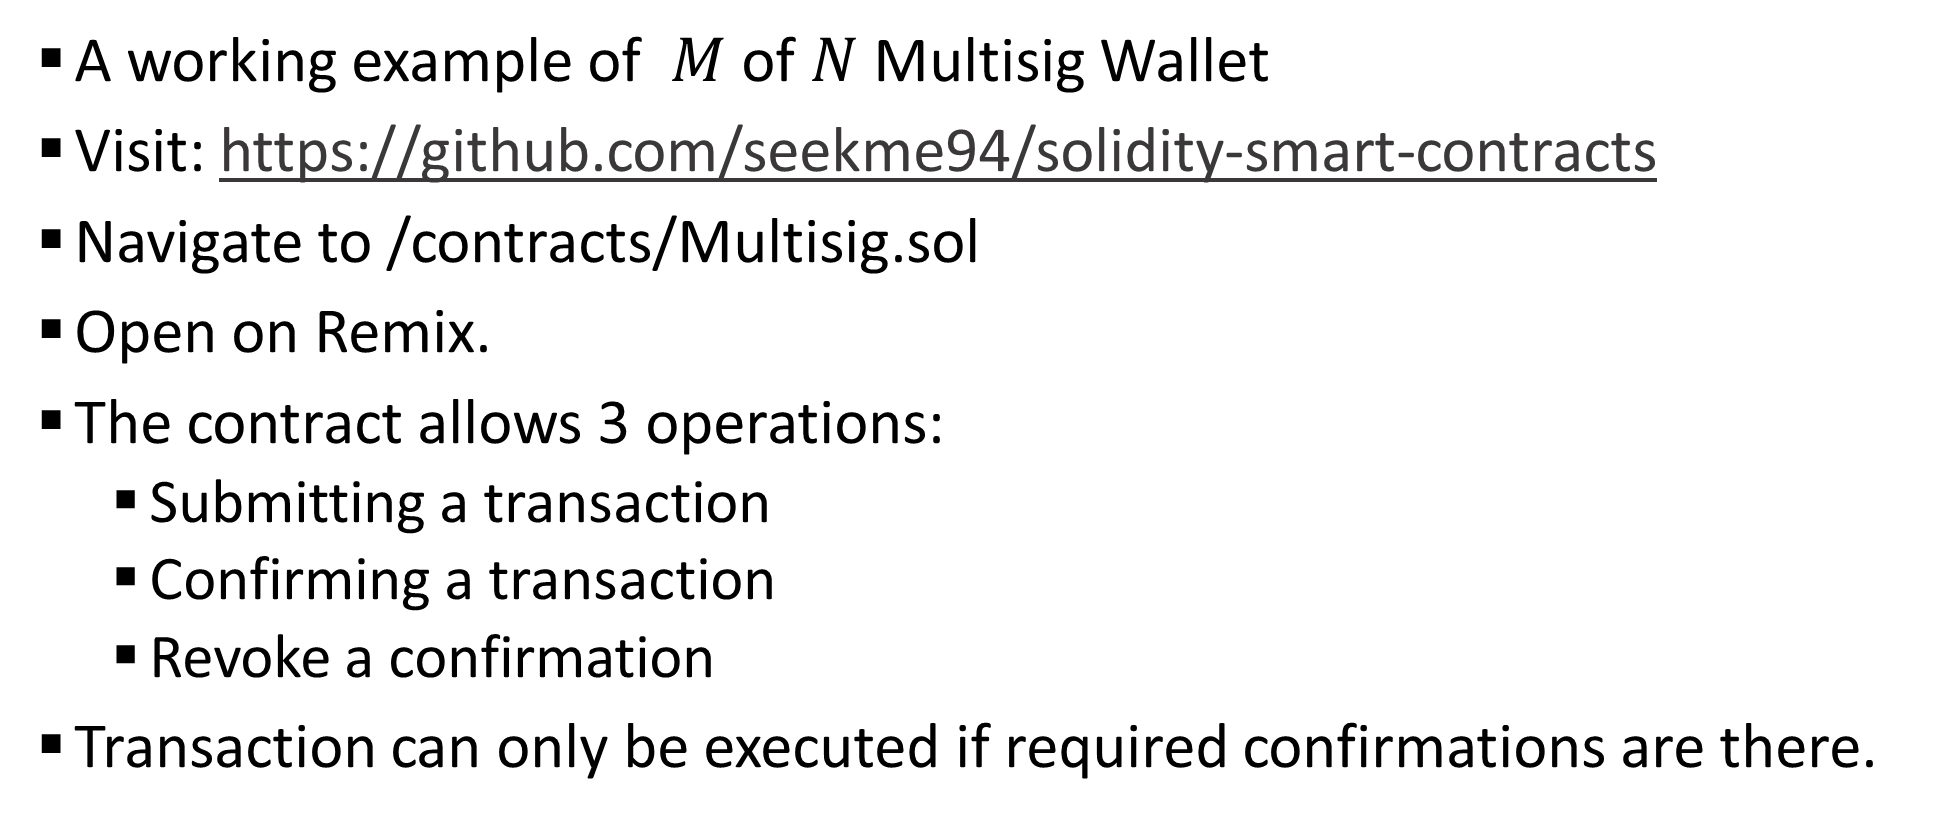 ▪ A working example of M of N Multisig Wallet
▪ Visit: https://github.com/seekme94/solidity-smart-contracts
▪ Navigate to /contracts/Multisig.sol
▪ Open on Remix.
▪ The contract allows 3 operations:
▪ Submitting a transaction
▪ Confirming a transaction
▪ Revoke a confirmation
▪ Transaction can only be executed if required confirmations are there.